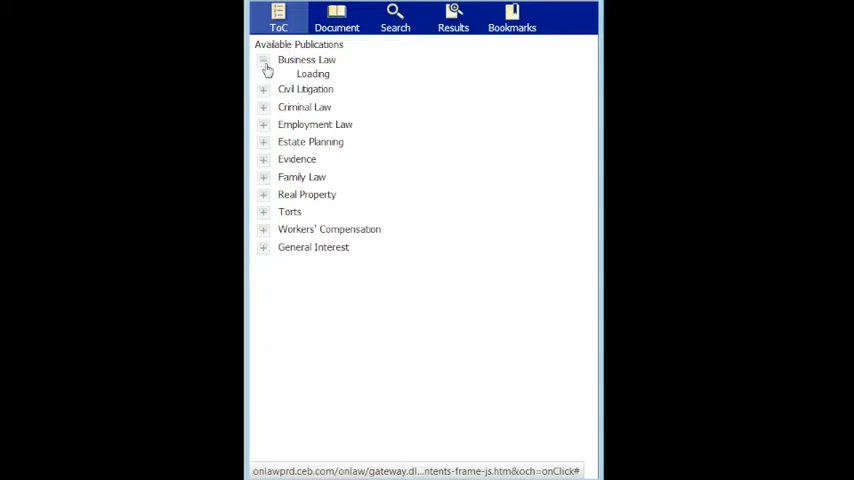 ToC Document Search Results Bookmarks
Available Publications
Business Law
Loading
Civil Litigation
Criminal Law
Employment Law
Estate Planning
Evidence
Family Law
Real Property
Torts
Workers' Compensation
General Interest
onlawprd.ceb.com/onlaw/gateway.dl...ntents-frame-js.htm&och=onClick#